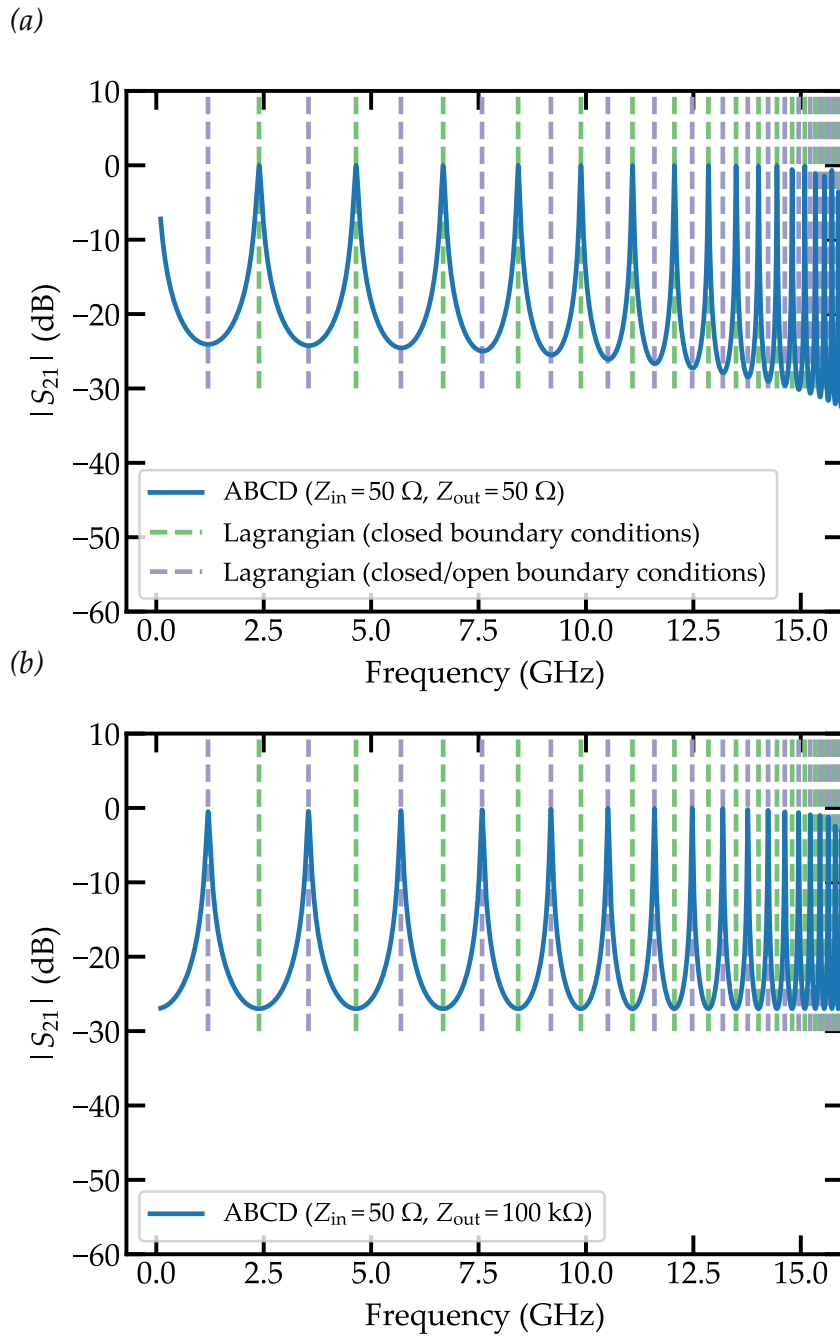 (a)
10
0
−10
−20
−30
−40
−50
−60
|S21| (dB)
ABCD (Zin = 50 Ω, Zout = 50 Ω)
Lagrangian (closed boundary conditions)
Lagrangian (closed/open boundary conditions)
0.0 2.5 5.0 7.5 10.0 12.5 15.0
Frequency (GHz)
(b)
10
0
−10
−20
−30
−40
−50
−60
|S21| (dB)
ABCD (Zin = 50 Ω, Zout = 100 kΩ)
0.0 2.5 5.0 7.5 10.0 12.5 15.0
Frequency (GHz)